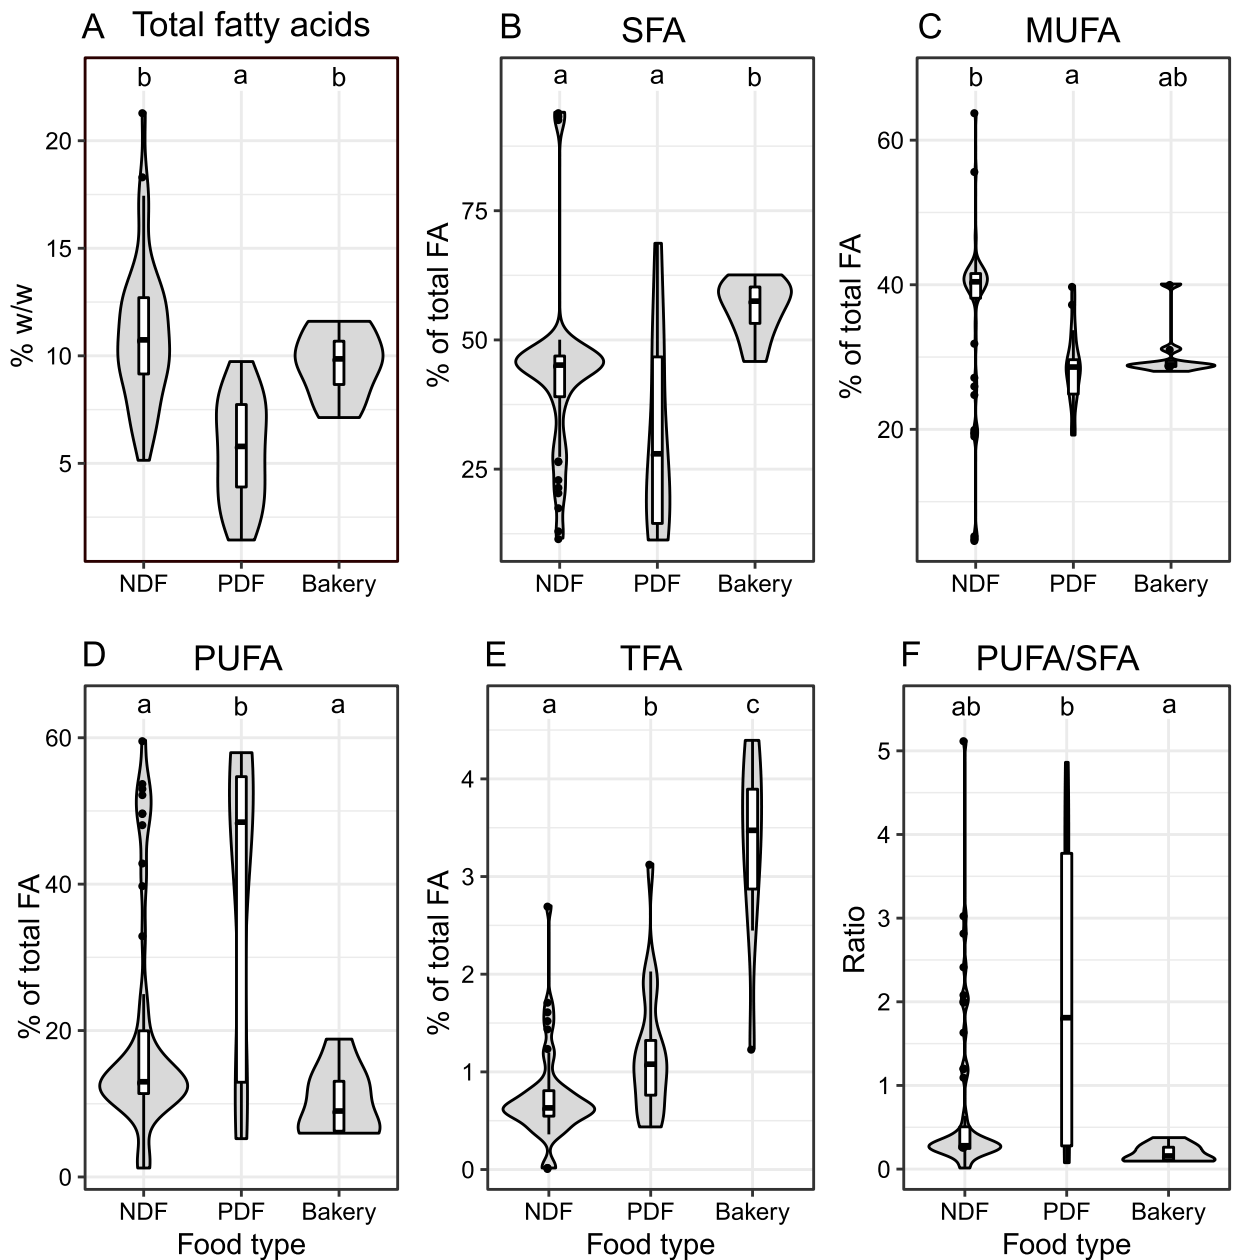 A Total fatty acids
b a b
% w/w
20
15
10
5
NDF PDF Bakery
B SFA
a a b
% of total FA
75
50
25
NDF PDF Bakery
C MUFA
b a ab
% of total FA
60
40
20
NDF PDF Bakery
D PUFA
a b a
% of total FA
60
40
20
0
NDF PDF Bakery
Food type
E TFA
a b c
% of total FA
4
3
2
1
0
NDF PDF Bakery
Food type
F PUFA/SFA
ab b a
Ratio
5
4
3
2
1
0
NDF PDF Bakery
Food type